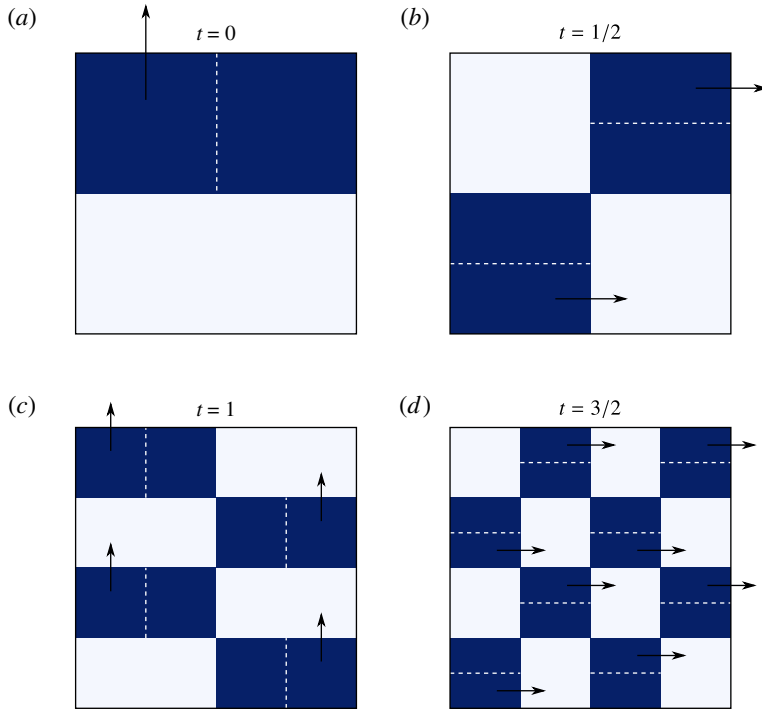 (a)
t = 0
(b)
t = 1/2
(c)
t = 1
(d)
t = 3/2